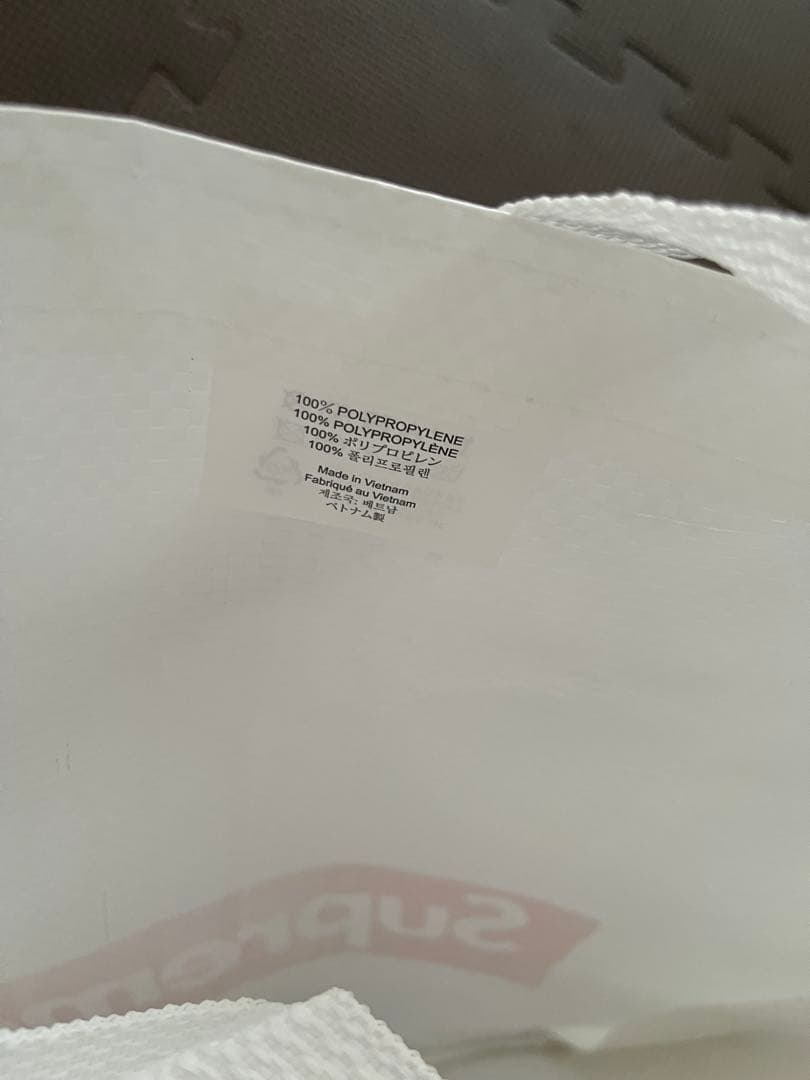 100% POLYPROPYLENE
100% POLYPROPYLÈNE
100% ポリプロピレン
100% 폴리프로필렌
Made in Vietnam
Fabriqué au Vietnam
제조국: 베트남
ベトナム製
Suprem